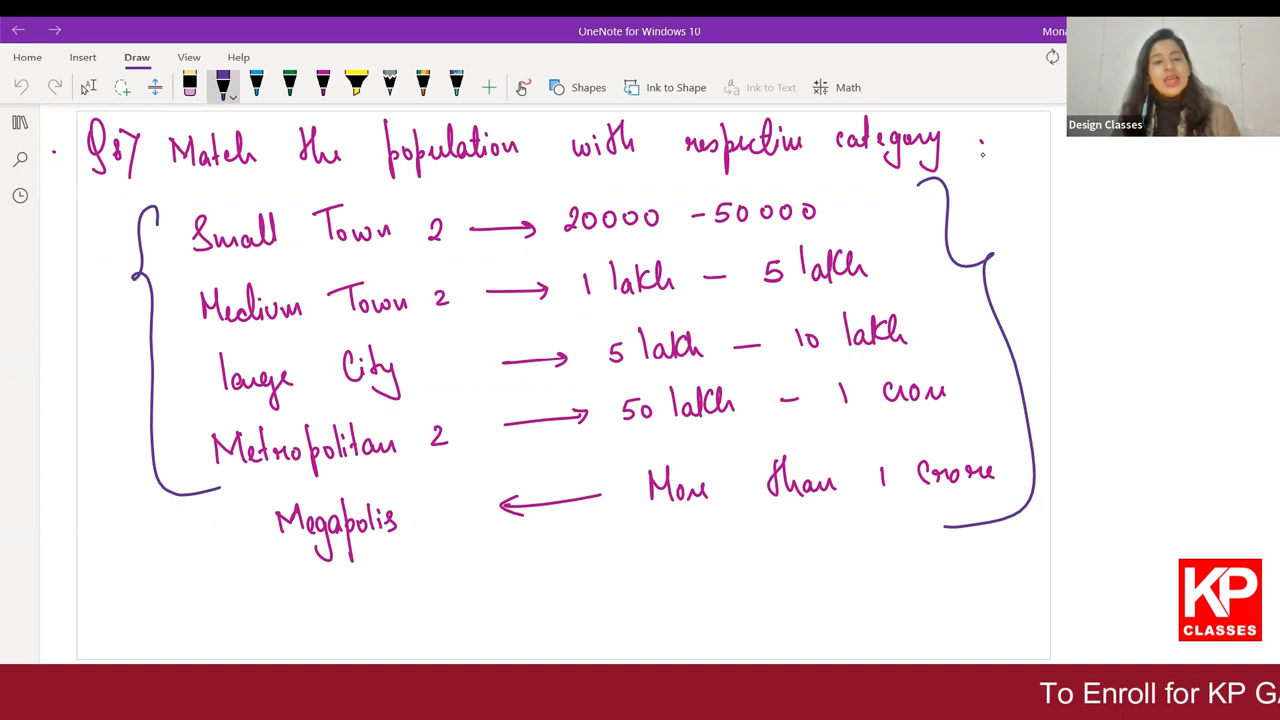 OneNote for Windows 10
Mona
Home Insert Draw View Help
Shapes Ink to Shape Ink to Text Math
Design Classes
Q8) Match the population with respective category :
Small Town 2 → 20000 - 50000
Medium Town 2 → 1 lakh - 5 lakh
large City → 5 lakh - 10 lakh
Metropolitan 2 → 50 lakh - 1 crore
Megapolis ← More than 1 crore
KP
CLASSES
To Enroll for KP GA